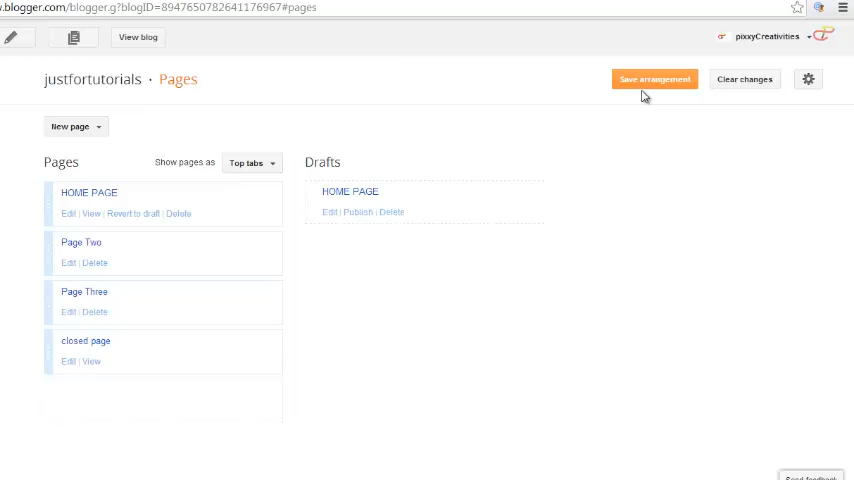 w.blogger.com/blogger.g?blogID=8947650782641176967#pages
View blog
pixxyCreativities
justfortutorials · Pages
Save arrangement
Clear changes
New page
Pages
Show pages as
Top tabs
Drafts
HOME PAGE
Edit | View | Revert to draft | Delete
HOME PAGE
Edit | Publish | Delete
Page Two
Edit | Delete
Page Three
Edit | Delete
closed page
Edit | View
Send feedback